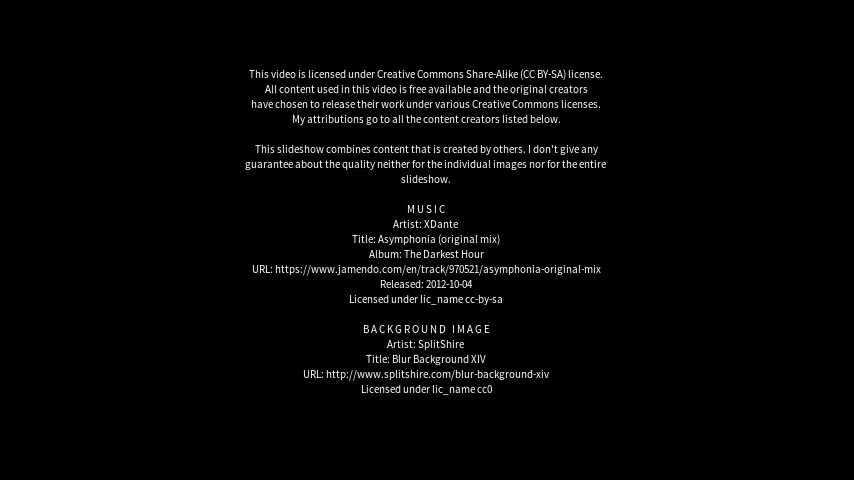 This video is licensed under Creative Commons Share-Alike (CC BY-SA) license.
All content used in this video is free available and the original creators
have chosen to release their work under various Creative Commons licenses.
My attributions go to all the content creators listed below.
This slideshow combines content that is created by others. I don't give any
guarantee about the quality neither for the individual images nor for the entire
slideshow.
MUSIC
Artist: XDante
Title: Asymphonia (original mix)
Album: The Darkest Hour
URL: https://www.jamendo.com/en/track/970521/asymphonia-original-mix
Released: 2012-10-04
Licensed under lic_name cc-by-sa
BACKGROUND IMAGE
Artist: SplitShire
Title: Blur Background XIV
URL: http://www.splitshire.com/blur-background-xiv
Licensed under lic_name cc0